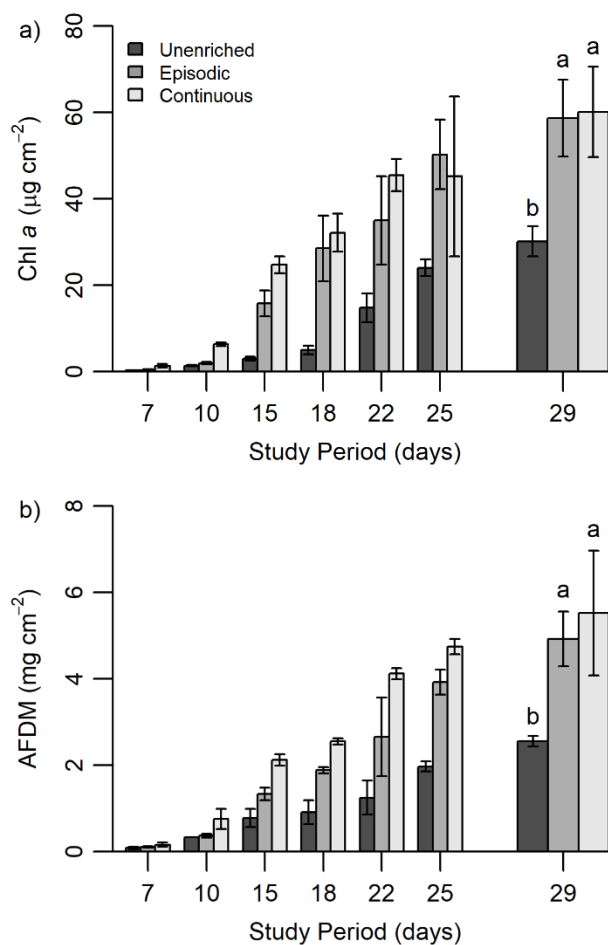 a)
Unenriched
Episodic
Continuous
a a
b
Chl a (µg cm⁻²)
80
60
40
20
0
7 10 15 18 22 25 29
Study Period (days)
b)
a
a
b
AFDM (mg cm⁻²)
8
6
4
2
0
7 10 15 18 22 25 29
Study Period (days)